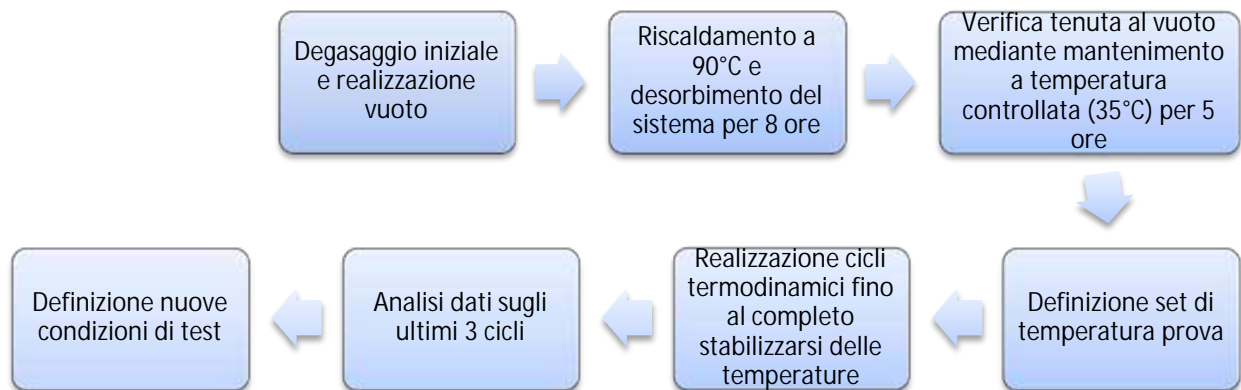 Degasaggio iniziale
e realizzazione
vuoto
Riscaldamento a
90°C e
desorbimento del
sistema per 8 ore
Verifica tenuta al vuoto
mediante mantenimento
a temperatura
controllata (35°C) per 5
ore
Definizione set di
temperatura prova
Realizzazione cicli
termodinamici fino
al completo
stabilizzarsi delle
temperature
Analisi dati sugli
ultimi 3 cicli
Definizione nuove
condizioni di test